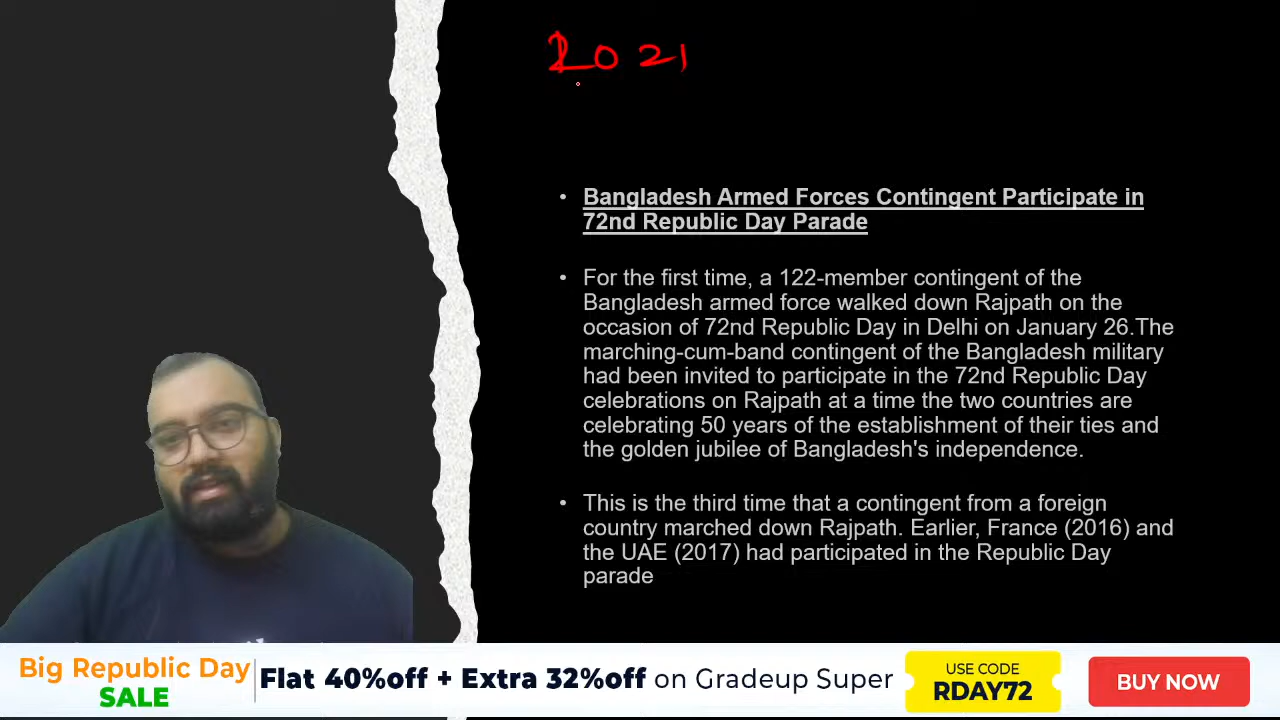 2021
• Bangladesh Armed Forces Contingent Participate in
72nd Republic Day Parade
• For the first time, a 122-member contingent of the
Bangladesh armed force walked down Rajpath on the
occasion of 72nd Republic Day in Delhi on January 26.The
marching-cum-band contingent of the Bangladesh military
had been invited to participate in the 72nd Republic Day
celebrations on Rajpath at a time the two countries are
celebrating 50 years of the establishment of their ties and
the golden jubilee of Bangladesh's independence.
• This is the third time that a contingent from a foreign
country marched down Rajpath. Earlier, France (2016) and
the UAE (2017) had participated in the Republic Day
parade
Big Republic Day
SALE
Flat 40%off + Extra 32%off on Gradeup Super
USE CODE
RDAY72
BUY NOW